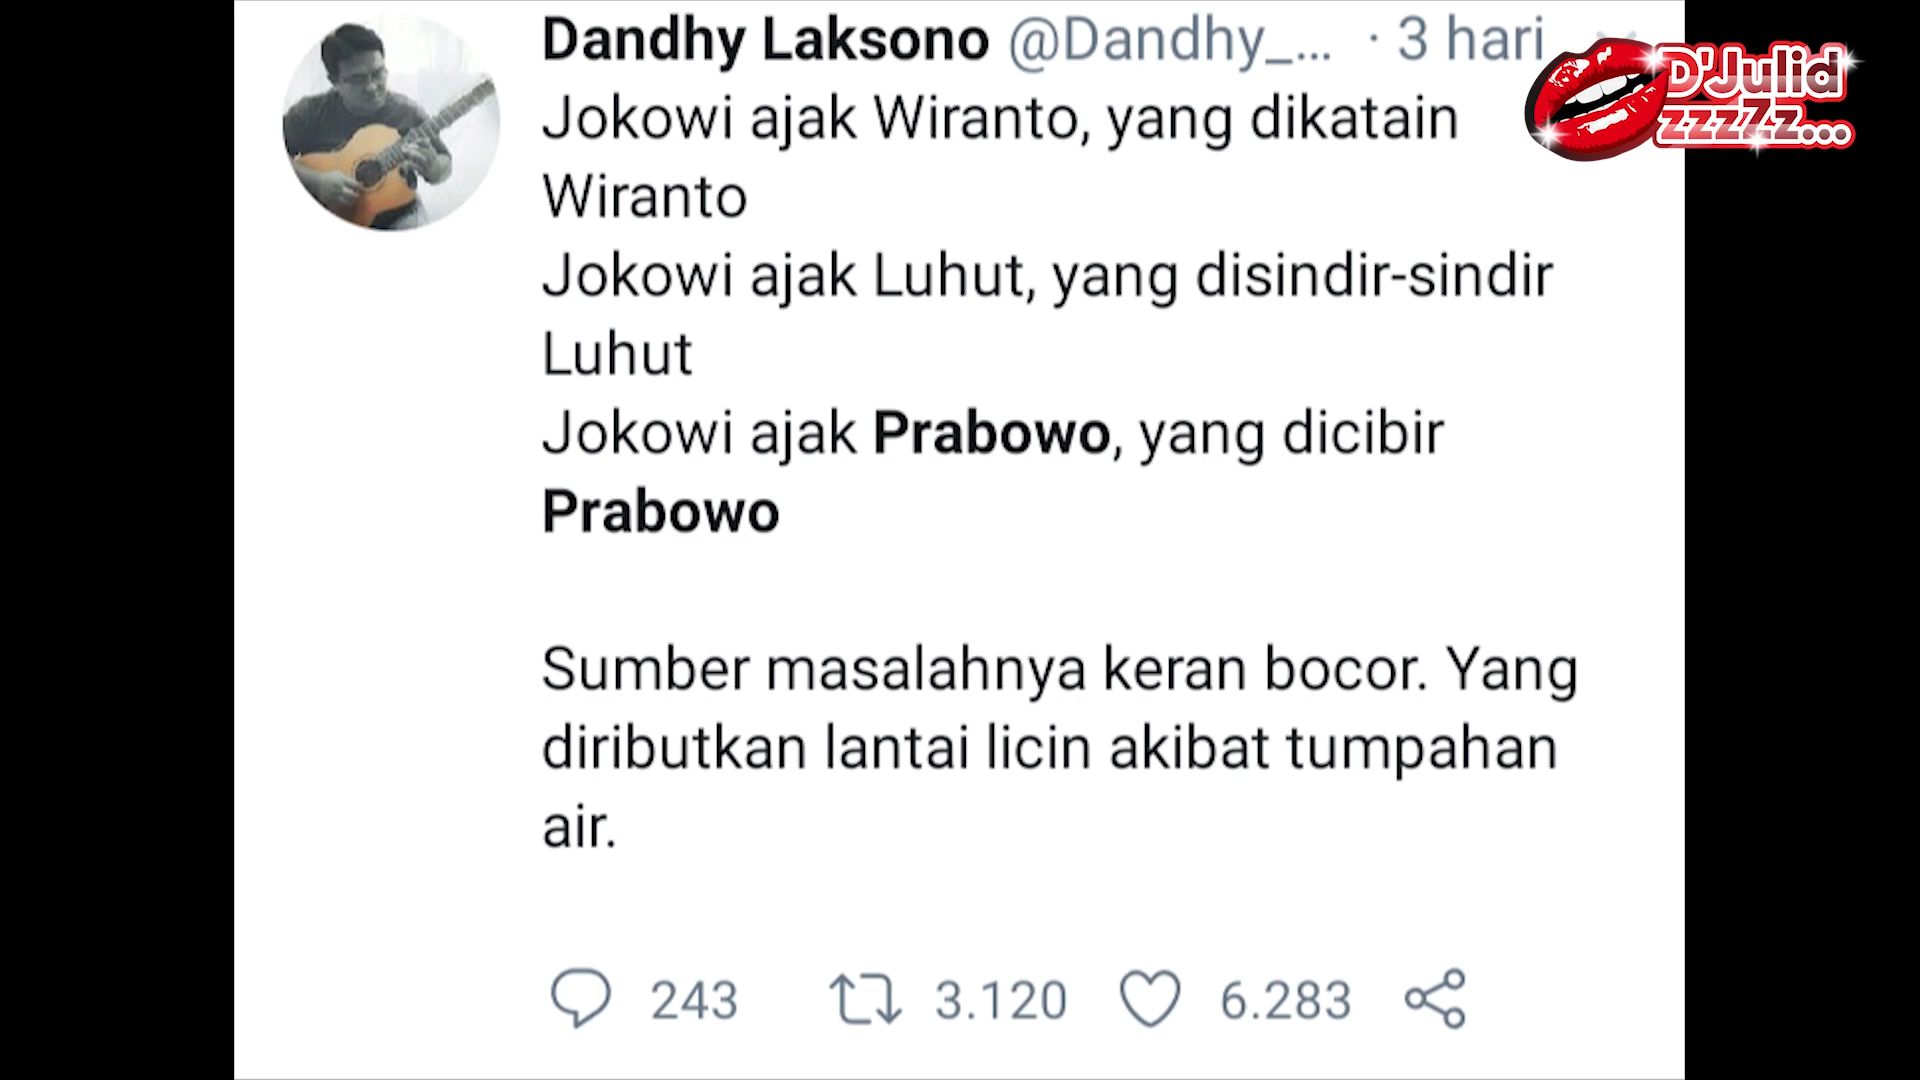 Dandhy Laksono @Dandhy_... · 3 hari
Jokowi ajak Wiranto, yang dikatain
Wiranto
Jokowi ajak Luhut, yang disindir-sindir
Luhut
Jokowi ajak Prabowo, yang dicibir
Prabowo
Sumber masalahnya keran bocor. Yang
diributkan lantai licin akibat tumpahan
air.
243 3.120 6.283
D'Julid
zzzZz...